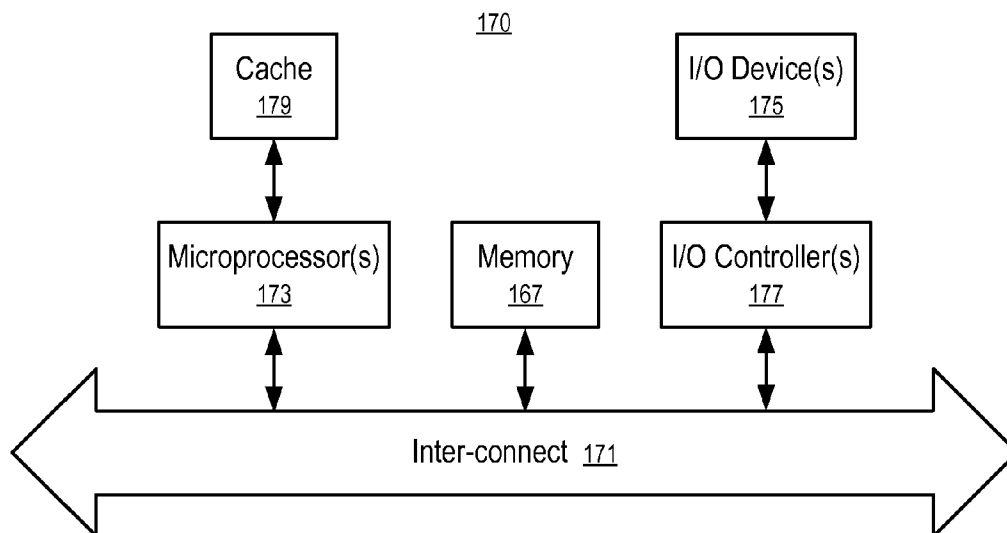 170
Cache
179
I/O Device(s)
175
Microprocessor(s)
173
Memory
167
I/O Controller(s)
177
Inter-connect 171